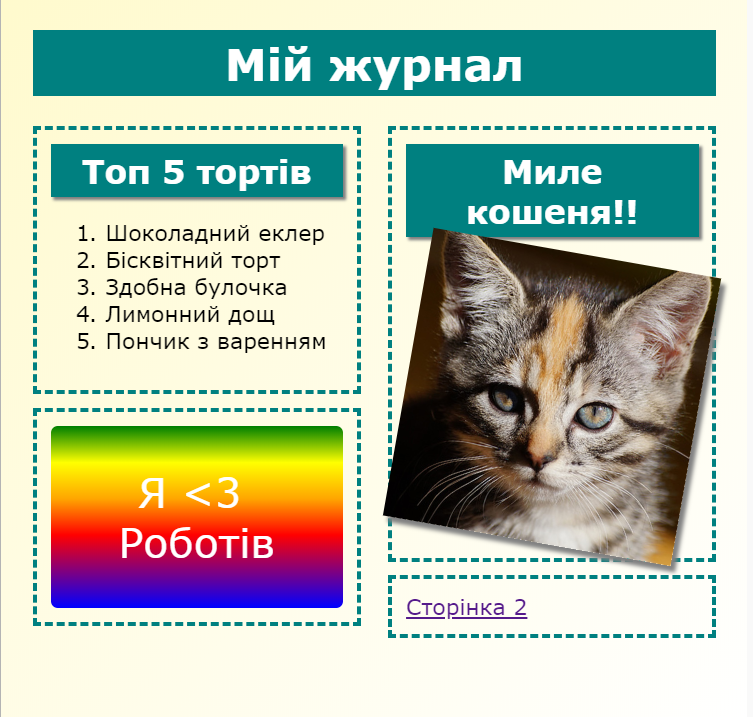 Мій журнал
Топ 5 тортів
1. Шоколадний еклер
2. Бісквітний торт
3. Здобна булочка
4. Лимонний дощ
5. Пончик з варенням
Я <3
Роботів
Миле
кошеня!!
Сторінка 2